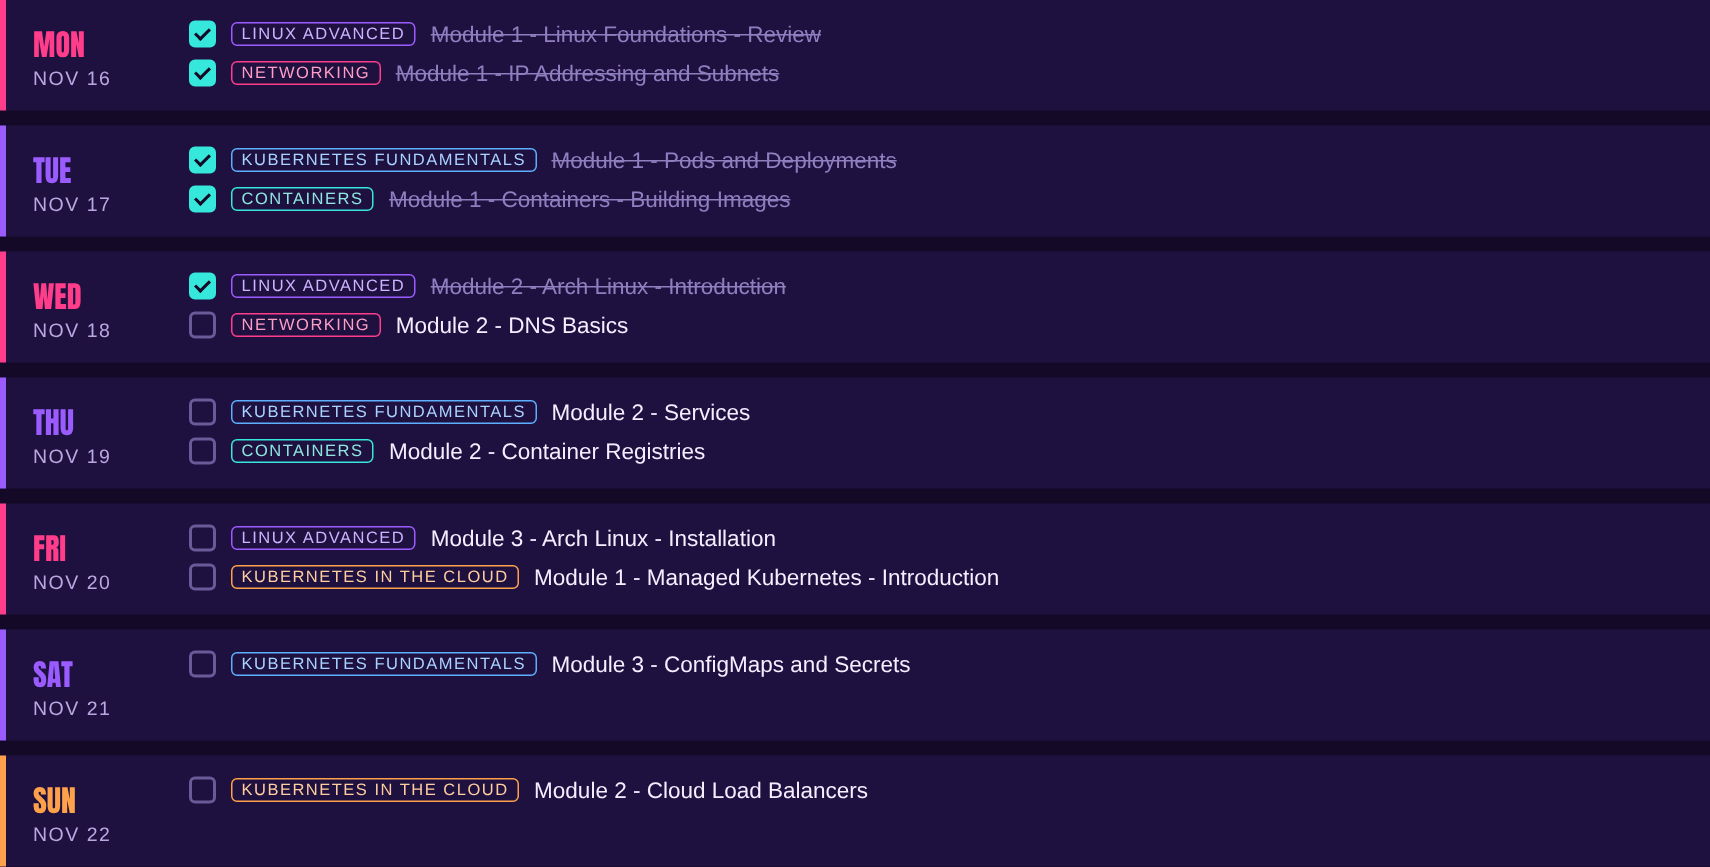 MON
NOV 16
LINUX ADVANCED Module 1 - Linux Foundations - Review
NETWORKING Module 1 - IP Addressing and Subnets
TUE
NOV 17
KUBERNETES FUNDAMENTALS Module 1 - Pods and Deployments
CONTAINERS Module 1 - Containers - Building Images
WED
NOV 18
LINUX ADVANCED Module 2 - Arch Linux - Introduction
NETWORKING Module 2 - DNS Basics
THU
NOV 19
KUBERNETES FUNDAMENTALS Module 2 - Services
CONTAINERS Module 2 - Container Registries
FRI
NOV 20
LINUX ADVANCED Module 3 - Arch Linux - Installation
KUBERNETES IN THE CLOUD Module 1 - Managed Kubernetes - Introduction
SAT
NOV 21
KUBERNETES FUNDAMENTALS Module 3 - ConfigMaps and Secrets
SUN
NOV 22
KUBERNETES IN THE CLOUD Module 2 - Cloud Load Balancers